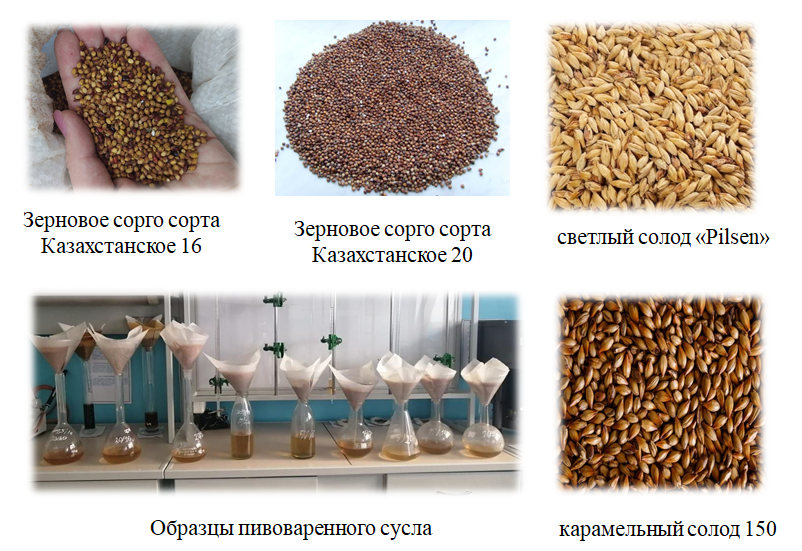 Зерновое сорго сорта
Казахстанское 16
Зерновое сорго сорта
Казахстанское 20
светлый солод «Pilsen»
Образцы пивоваренного сусла
карамельный солод 150